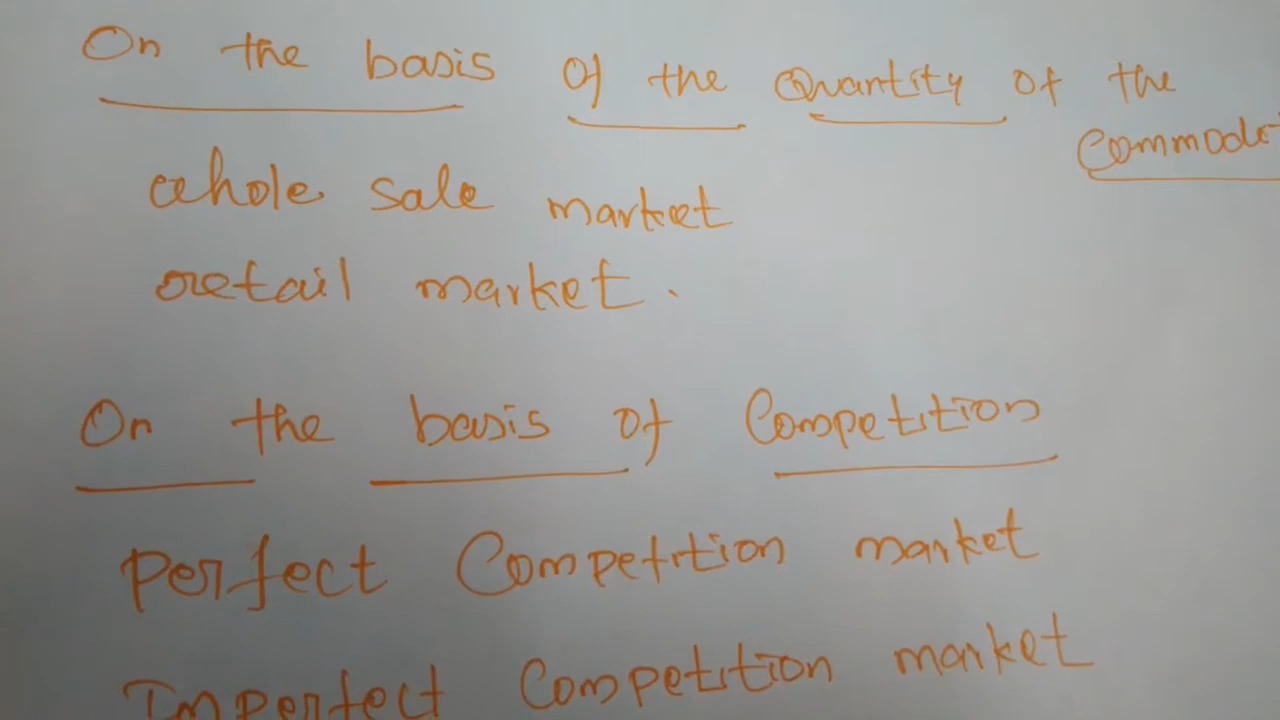 On the basis of the Quantity of the
Commodi
whole sale market
retail market.
On the basis of Competition
Perfect Competition market
Imperfect Competition market